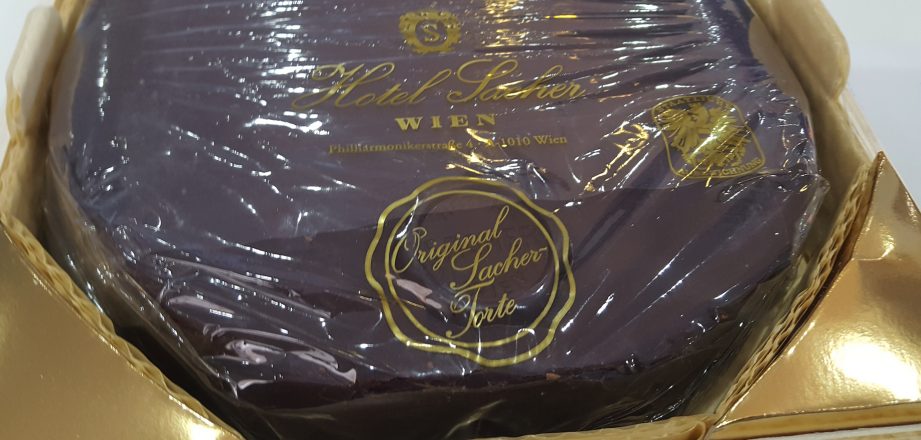 S
Hotel Sacher
WIEN
Philharmonikerstraße 4 · A-1010 Wien
Original
Sacher-
Torte